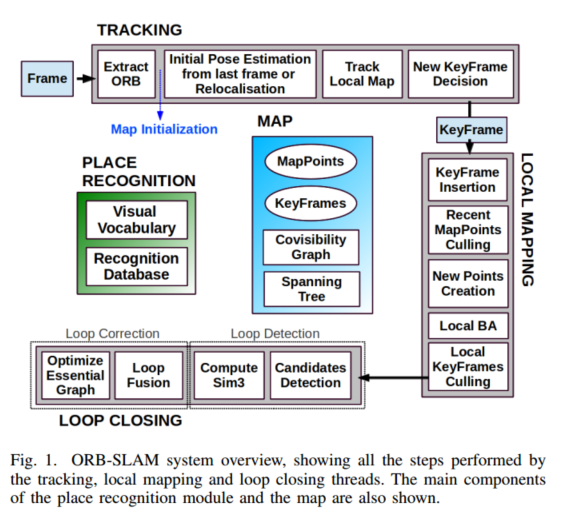 TRACKING
Frame
Extract
ORB
Initial Pose Estimation
from last frame or
Relocalisation
Track
Local Map
New KeyFrame
Decision
Map Initialization
KeyFrame
MAP
MapPoints
KeyFrames
Covisibility
Graph
Spanning
Tree
PLACE
RECOGNITION
Visual
Vocabulary
Recognition
Database
LOCAL MAPPING
KeyFrame
Insertion
Recent
MapPoints
Culling
New Points
Creation
Local BA
Local
KeyFrames
Culling
Loop Correction
Loop Detection
Optimize
Essential
Graph
Loop
Fusion
Compute
Sim3
Candidates
Detection
LOOP CLOSING
Fig. 1. ORB-SLAM system overview, showing all the steps performed by
the tracking, local mapping and loop closing threads. The main components
of the place recognition module and the map are also shown.